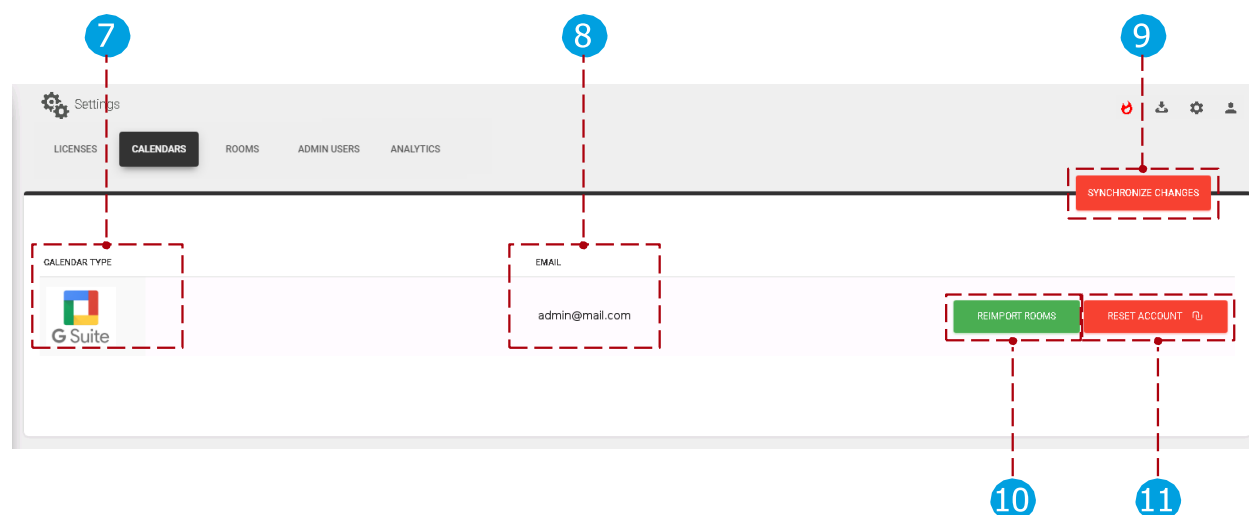 7 8 9
Settings
LICENSES CALENDARS ROOMS ADMIN USERS ANALYTICS
SYNCHRONIZE CHANGES
CALENDAR TYPE EMAIL
G Suite admin@mail.com REIMPORT ROOMS RESET ACCOUNT
10 11